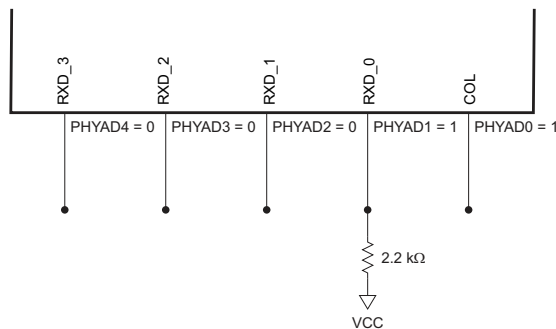 RXD_3
RXD_2
RXD_1
RXD_0
COL
PHYAD4 = 0
PHYAD3 = 0
PHYAD2 = 0
PHYAD1 = 1
PHYAD0 = 1
2.2 kΩ
VCC